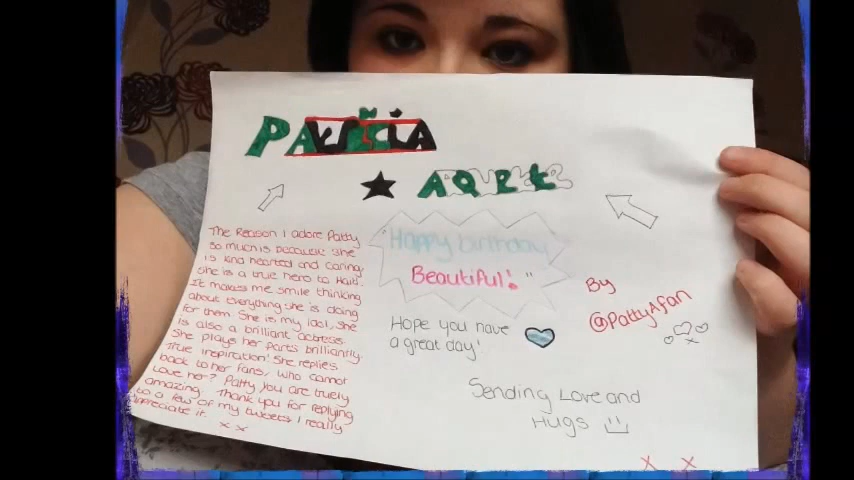 PATRICIA
AQRt
The Reason I adore Patty
so much is because she
is kind hearted and caring,
she is a true hero to Haiti.
It makes me smile thinking
about everything she is doing
for them. She is my idol, she
is also a brilliant actress.
She plays her parts brilliantly.
True inspiration! She replies
back to her fans, who cannot
love her? Patty, you are truely
amazing. Thank you for replying
to a few of my tweets I really
appreciate it.
x x
"Happy birthday
Beautiful!"
Hope you have
a great day!
By
@PattyAfan
x
Sending Love and
Hugs
x x